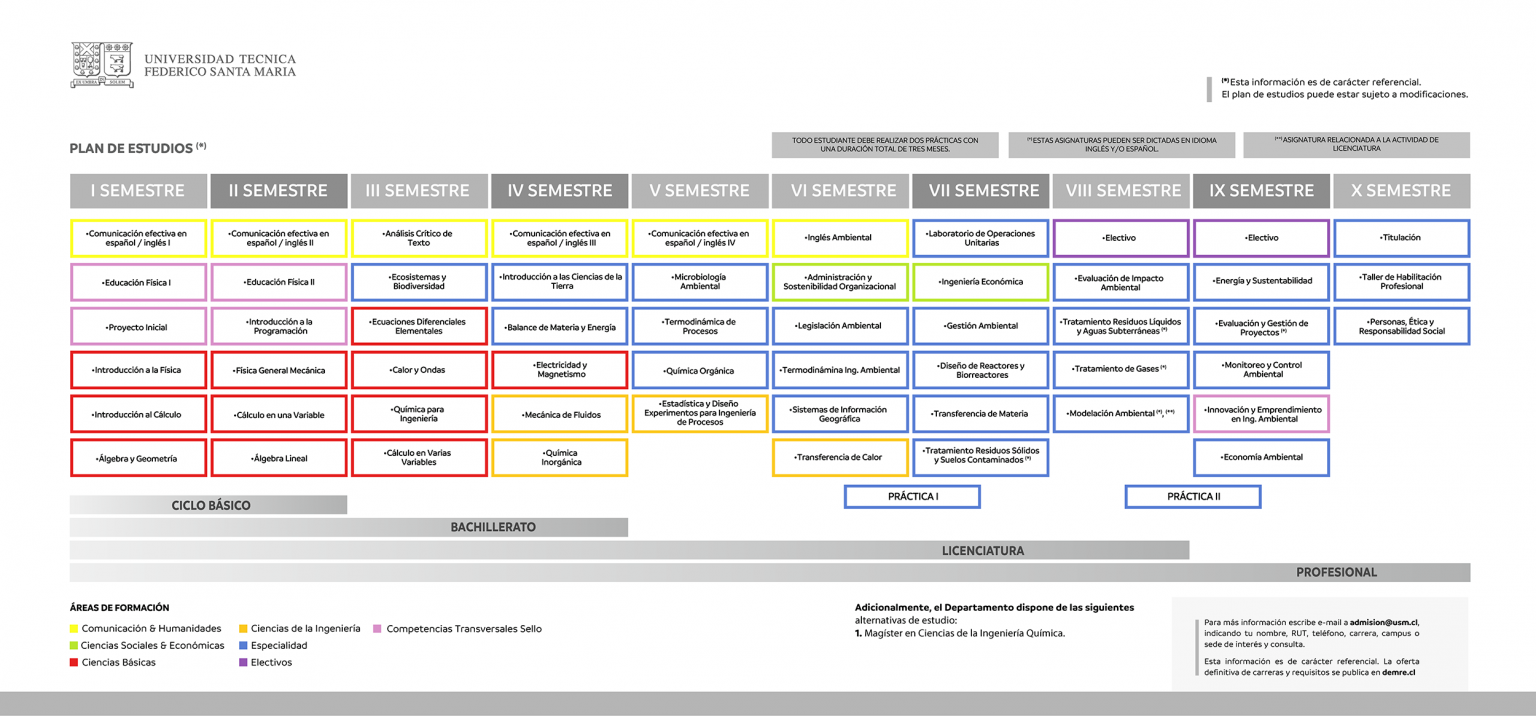 UNIVERSIDAD TECNICA
FEDERICO SANTA MARIA
EX UMBRA IN SOLEM
(*)Esta información es de carácter referencial.
El plan de estudios puede estar sujeto a modificaciones.
PLAN DE ESTUDIOS (*)
TODO ESTUDIANTE DEBE REALIZAR DOS PRÁCTICAS CON
UNA DURACIÓN TOTAL DE TRES MESES.
(*)ESTAS ASIGNATURAS PUEDEN SER DICTADAS EN IDIOMA
INGLÉS Y/O ESPAÑOL.
(**)ASIGNATURA RELACIONADA A LA ACTIVIDAD DE
LICENCIATURA
I SEMESTRE
II SEMESTRE
III SEMESTRE
IV SEMESTRE
V SEMESTRE
VI SEMESTRE
VII SEMESTRE
VIII SEMESTRE
IX SEMESTRE
X SEMESTRE
•Comunicación efectiva en
español / inglés I
•Comunicación efectiva en
español / inglés II
•Análisis Crítico de
Texto
•Comunicación efectiva en
español / inglés III
•Comunicación efectiva en
español / inglés IV
•Inglés Ambiental
•Laboratorio de Operaciones
Unitarias
•Electivo
•Electivo
•Titulación
•Educación Física I
•Educación Física II
•Ecosistemas y
Biodiversidad
•Introducción a las Ciencias de la
Tierra
•Microbiología
Ambiental
•Administración y
Sostenibilidad Organizacional
•Ingeniería Económica
•Evaluación de Impacto
Ambiental
•Energía y Sustentabilidad
•Taller de Habilitación
Profesional
•Proyecto Inicial
•Introducción a la
Programación
•Ecuaciones Diferenciales
Elementales
•Balance de Materia y Energía
•Termodinámica de
Procesos
•Legislación Ambiental
•Gestión Ambiental
•Tratamiento Residuos Líquidos
y Aguas Subterráneas (*)
•Evaluación y Gestión de
Proyectos (*)
•Personas, Ética y
Responsabilidad Social
•Introducción a la Física
•Física General Mecánica
•Calor y Ondas
•Electricidad y
Magnetismo
•Química Orgánica
•Termodinámina Ing. Ambiental
•Diseño de Reactores y
Biorreactores
•Tratamiento de Gases (*)
•Monitoreo y Control
Ambiental
•Introducción al Cálculo
•Cálculo en una Variable
•Química para
Ingeniería
•Mecánica de Fluidos
•Estadística y Diseño
Experimentos para Ingeniería
de Procesos
•Sistemas de Información
Geográfica
•Transferencia de Materia
•Modelación Ambiental (*), (**)
•Innovación y Emprendimiento
en Ing. Ambiental
•Álgebra y Geometría
•Álgebra Lineal
•Cálculo en Varias
Variables
•Química
Inorgánica
•Transferencia de Calor
•Tratamiento Residuos Sólidos
y Suelos Contaminados (*)
•Economía Ambiental
PRÁCTICA I
PRÁCTICA II
CICLO BÁSICO
BACHILLERATO
LICENCIATURA
PROFESIONAL
ÁREAS DE FORMACIÓN
Comunicación & Humanidades
Ciencias Sociales & Económicas
Ciencias Básicas
Ciencias de la Ingeniería
Especialidad
Electivos
Competencias Transversales Sello
Adicionalmente, el Departamento dispone de las siguientes
alternativas de estudio:
1. Magíster en Ciencias de la Ingeniería Química.
Para más información escribe e-mail a admision@usm.cl,
indicando tu nombre, RUT, teléfono, carrera, campus o
sede de interés y consulta.
Esta información es de carácter referencial. La oferta
definitiva de carreras y requisitos se publica en demre.cl